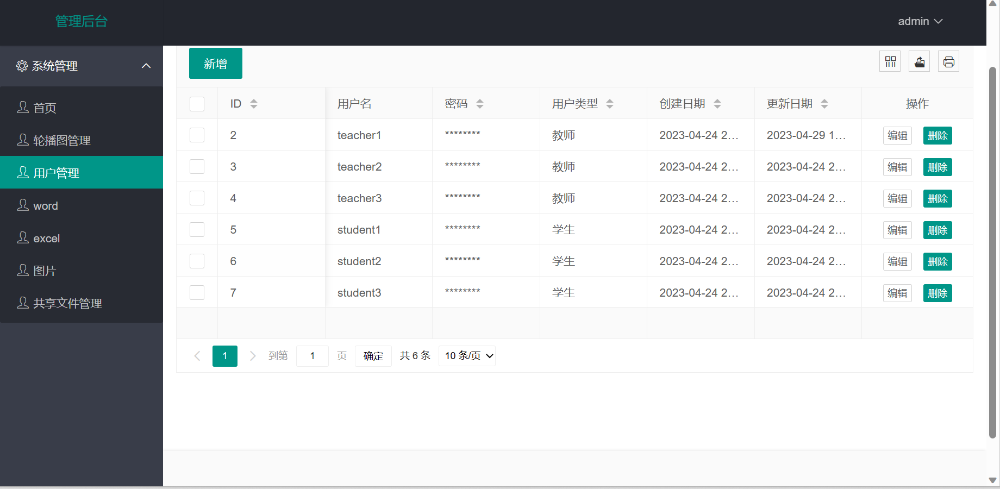 管理后台
admin
系统管理
首页
轮播图管理
用户管理
word
excel
图片
共享文件管理
新增
ID 用户名 密码 用户类型 创建日期 更新日期 操作
2 teacher1 ******** 教师 2023-04-24 2... 2023-04-29 1... 编辑 删除
3 teacher2 ******** 教师 2023-04-24 2... 2023-04-24 2... 编辑 删除
4 teacher3 ******** 教师 2023-04-24 2... 2023-04-24 2... 编辑 删除
5 student1 ******** 学生 2023-04-24 2... 2023-04-24 2... 编辑 删除
6 student2 ******** 学生 2023-04-24 2... 2023-04-24 2... 编辑 删除
7 student3 ******** 学生 2023-04-24 2... 2023-04-24 2... 编辑 删除
1 到第 1 页 确定 共 6 条 10 条/页